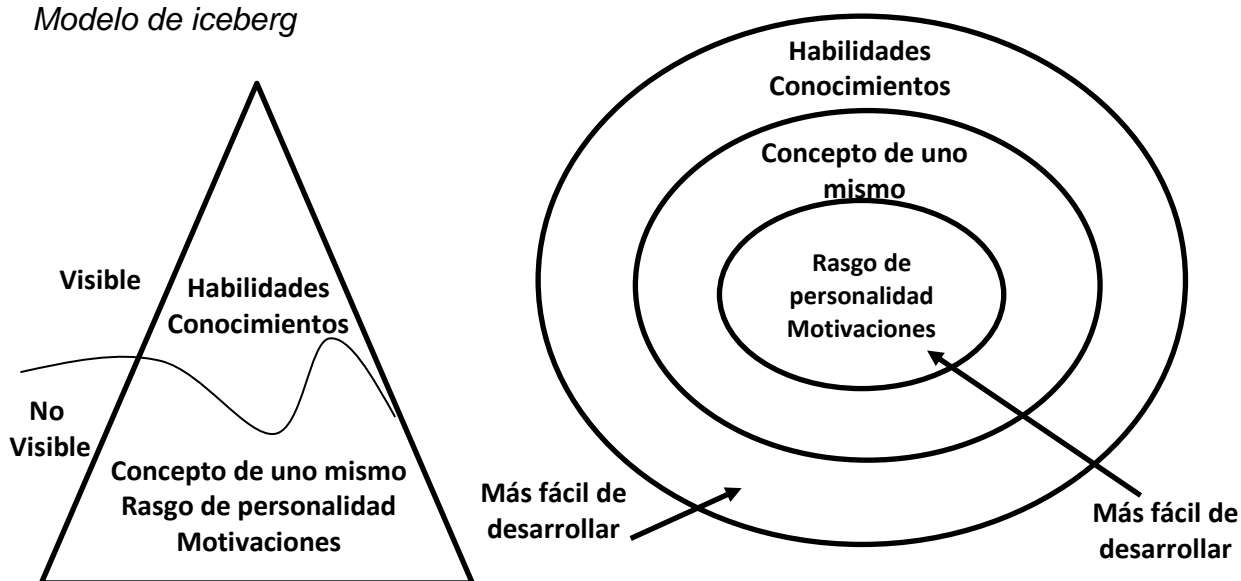 Modelo de iceberg
Visible
Habilidades
Conocimientos
No
Visible
Concepto de uno mismo
Rasgo de personalidad
Motivaciones
Habilidades
Conocimientos
Concepto de uno
mismo
Rasgo de
personalidad
Motivaciones
Más fácil de
desarrollar
Más fácil de
desarrollar